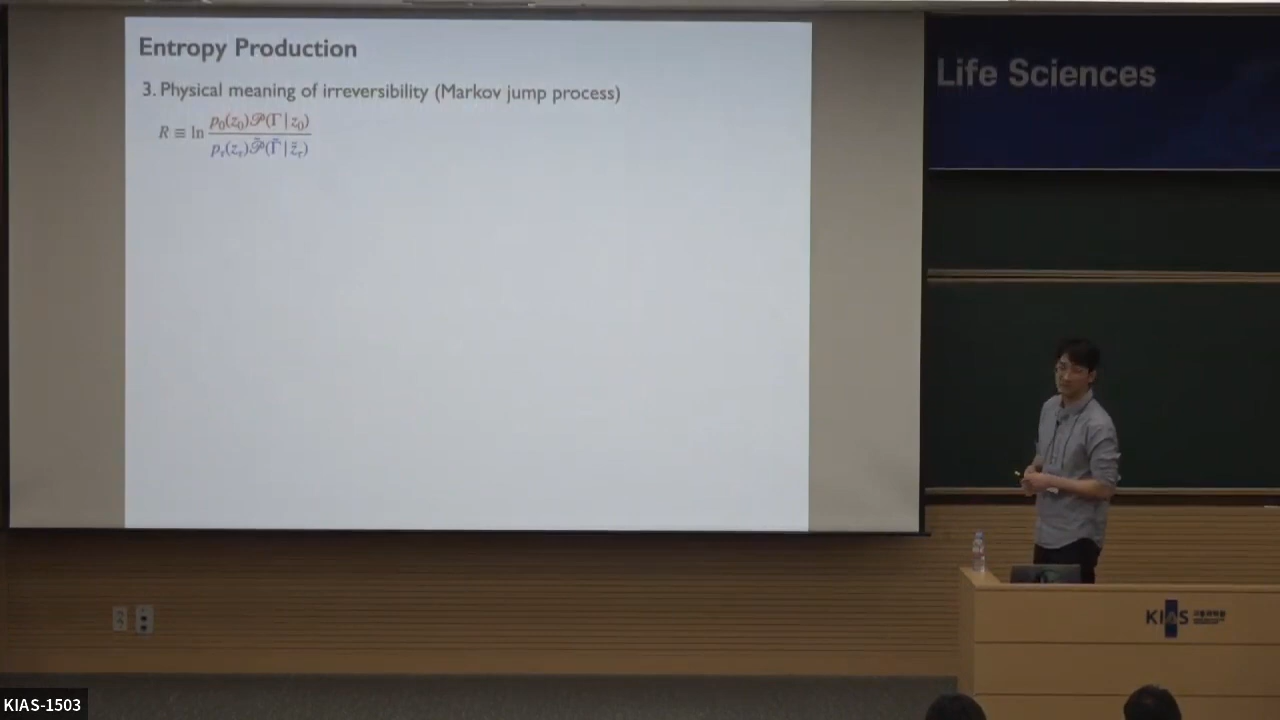 Entropy Production
3. Physical meaning of irreversibility (Markov jump process)
R ≡ ln p₀(z₀)𝒫(Γ|z₀) / pτ(zτ)𝒫̃(Γ̃|z̃τ)
Life Sciences
KIAS
KIAS-1503